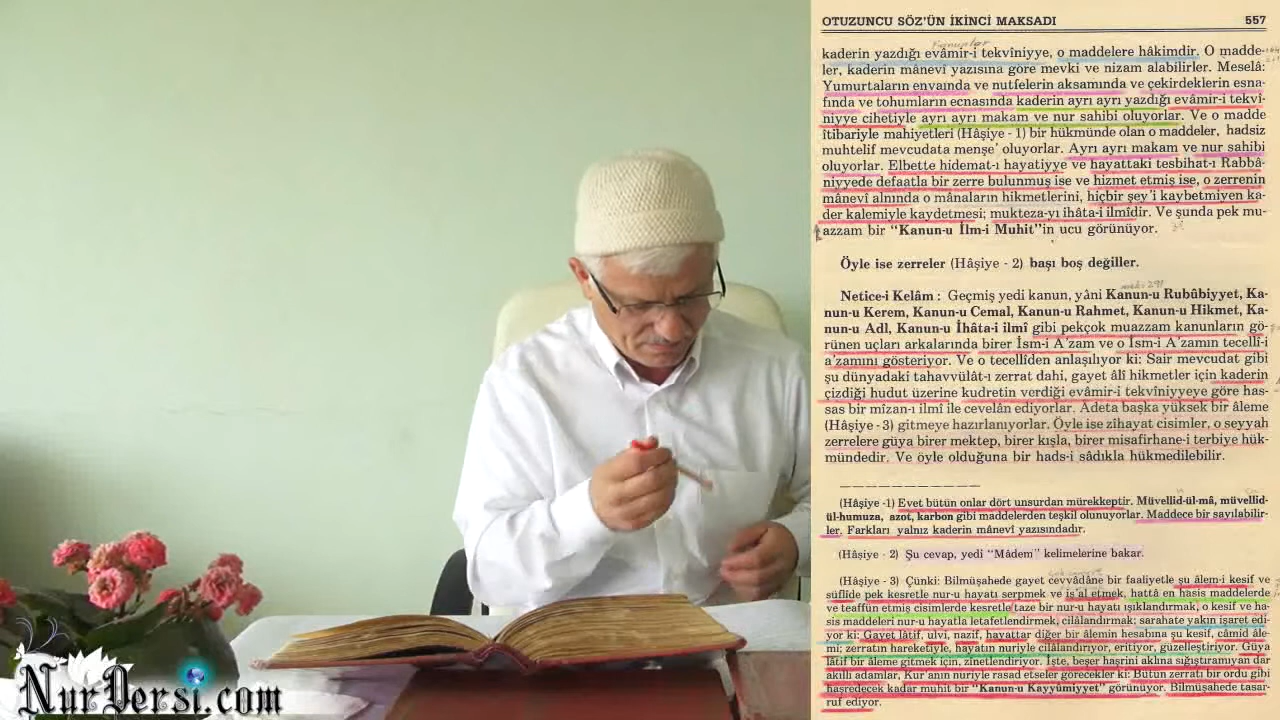 OTUZUNCU SÖZ'ÜN İKİNCİ MAKSADI 557
kaderin yazdığı evâmir-i tekvîniyye, o maddelere hâkimdir. O madde-
ler, kaderin mânevî yazısına göre mevki ve nizam alabilirler. Meselâ:
Yumurtaların envaında ve nutfelerin aksamında ve çekirdeklerin esna-
fında ve tohumların ecnasında kaderin ayrı ayrı yazdığı evâmir-i tekvî-
niyye cihetiyle ayrı ayrı makam ve nur sahibi oluyorlar. Ve o madde
îtibariyle mahiyetleri (Hâşiye - 1) bir hükmünde olan o maddeler, hadsiz
muhtelif mevcudata menşe' oluyorlar. Ayrı ayrı makam ve nur sahibi
oluyorlar. Elbette hidemat-ı hayatiyye ve hayattaki tesbihat-ı Rabbâ-
niyyede defaatla bir zerre bulunmuş ise ve hizmet etmiş ise, o zerrenin
mânevî alnında o mânaların hikmetlerini, hiçbir şey'i kaybetmiyen ka-
der kalemiyle kaydetmesi; mukteza-yı ihâta-i ilmîdir. Ve şunda pek mu-
azzam bir "Kanun-u İlm-i Muhit"in ucu görünüyor.
Öyle ise zerreler (Hâşiye - 2) başı boş değiller.
Netice-i Kelâm : Geçmiş yedi kanun, yâni Kanun-u Rubûbiyyet, Ka-
nun-u Kerem, Kanun-u Cemal, Kanun-u Rahmet, Kanun-u Hikmet, Ka-
nun-u Adl, Kanun-u İhâta-i ilmî gibi pekçok muazzam kanunların gö-
rünen uçları arkalarında birer İsm-i A'zam ve o İsm-i A'zamın tecellî-i
a'zamını gösteriyor. Ve o tecelliden anlaşılıyor ki: Sair mevcudat gibi
şu dünyadaki tahavvülât-ı zerrat dahi, gayet âlî hikmetler için kaderin
çizdiği hudut üzerine kudretin verdiği evâmir-i tekvîniyyeye göre has-
sas bir mîzan-ı ilmî ile cevelân ediyorlar. Adeta başka yüksek bir âleme
(Hâşiye - 3) gitmeye hazırlanıyorlar. Öyle ise zîhayat cisimler, o seyyah
zerrelere güya birer mektep, birer kışla, birer misafirhane-i terbiye hük-
mündedir. Ve öyle olduğuna bir hads-i sâdıkla hükmedilebilir.
(Hâşiye -1) Evet bütün onlar dört unsurdan mürekkeptir. Müvellid-ül-mâ, müvellid-
ül-humuza, azot, karbon gibi maddelerden teşkil olunuyorlar. Maddece bir sayılabilir-
ler. Farkları yalnız kaderin mânevî yazısındadır.
(Hâşiye - 2) Şu cevap, yedi "Mâdem" kelimelerine bakar.
(Hâşiye - 3) Çünki: Bilmüşahede gayet cevvâdâne bir faaliyetle şu âlem-i kesif ve
süflîde pek kesretle nur-u hayatı serpmek ve is'al etmek, hattâ en hasis maddelerde
ve teaffün etmiş cisimlerde kesretle taze bir nur-u hayatı ışıklandırmak, o kesif ve ha-
sis maddeleri nur-u hayatla letafetlendirmek, cilâlandırmak; sarahate yakın işaret edi-
yor ki: Gayet lâtif, ulvi, nazif, hayattar diğer bir âlemin hesabına şu kesif, câmid âle-
mi; zerratın hareketiyle, hayatın nuriyle cilâlandırıyor, eritiyor, güzelleştiriyor. Güya
lâtif bir âleme gitmek için, zinetlendiriyor. İşte, beşer haşrini aklına sığıştıramıyan dar
akıllı adamlar, Kur'anın nuriyle rasad etseler görecekler ki: Bütün zerratı bir ordu gibi
haşredecek kadar muhit bir "Kanun-u Kayyûmiyyet" görünüyor. Bilmüşahede tasar-
ruf ediyor.
NurDersi.com